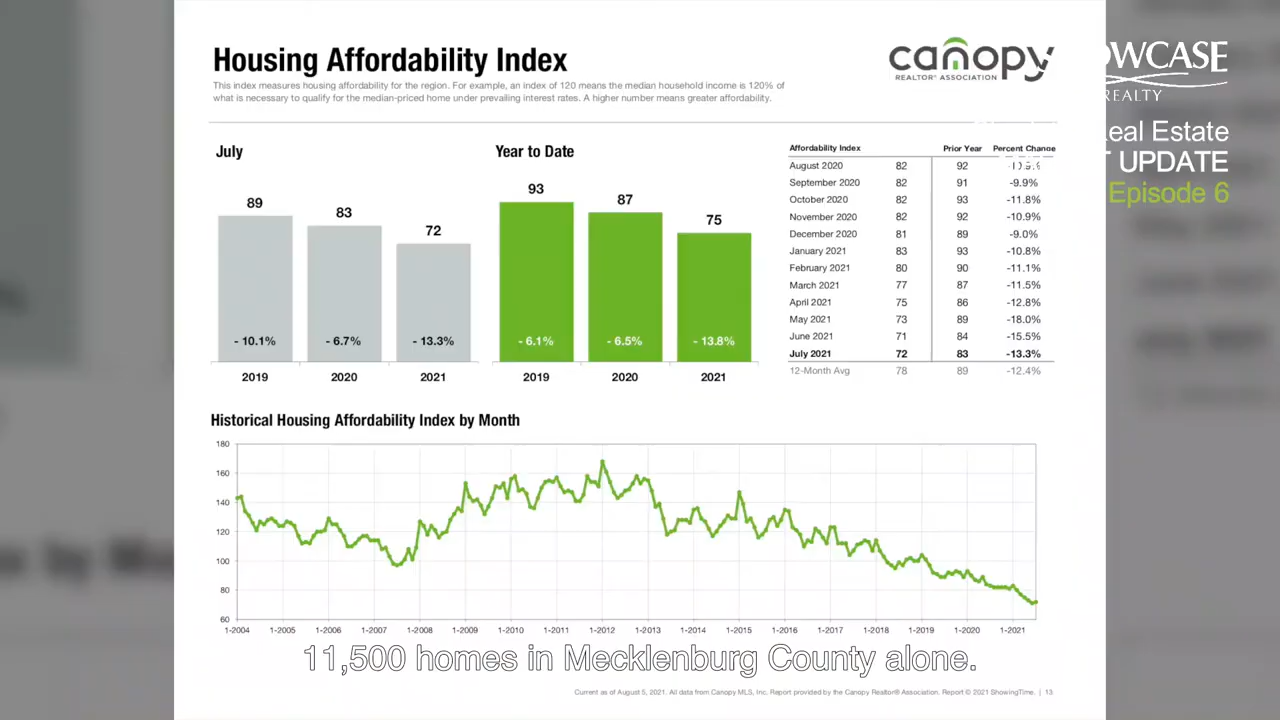 Housing Affordability Index
This index measures housing affordability for the region. For example, an index of 120 means the median household income is 120% of
what is necessary to qualify for the median-priced home under prevailing interest rates. A higher number means greater affordability.
canopy
REALTOR® ASSOCIATION
OWCASE
REALTY
eal Estate
T UPDATE
Episode 6
July
89
83
72
- 10.1%
- 6.7%
- 13.3%
2019
2020
2021
Year to Date
93
87
75
- 6.1%
- 6.5%
- 13.8%
2019
2020
2021
Affordability Index Prior Year Percent Change
August 2020 82 92
September 2020 82 91 -9.9%
October 2020 82 93 -11.8%
November 2020 82 92 -10.9%
December 2020 81 89 -9.0%
January 2021 83 93 -10.8%
February 2021 80 90 -11.1%
March 2021 77 87 -11.5%
April 2021 75 86 -12.8%
May 2021 73 89 -18.0%
June 2021 71 84 -15.5%
July 2021 72 83 -13.3%
12-Month Avg 78 89 -12.4%
Historical Housing Affordability Index by Month
180
160
140
120
100
80
60
1-2004 1-2005 1-2006 1-2007 1-2008 1-2009 1-2010 1-2011 1-2012 1-2013 1-2014 1-2015 1-2016 1-2017 1-2018 1-2019 1-2020 1-2021
11,500 homes in Mecklenburg County alone.
Current as of August 5, 2021. All data from Canopy MLS, Inc. Report provided by the Canopy Realtor® Association. Report © 2021 ShowingTime. | 13